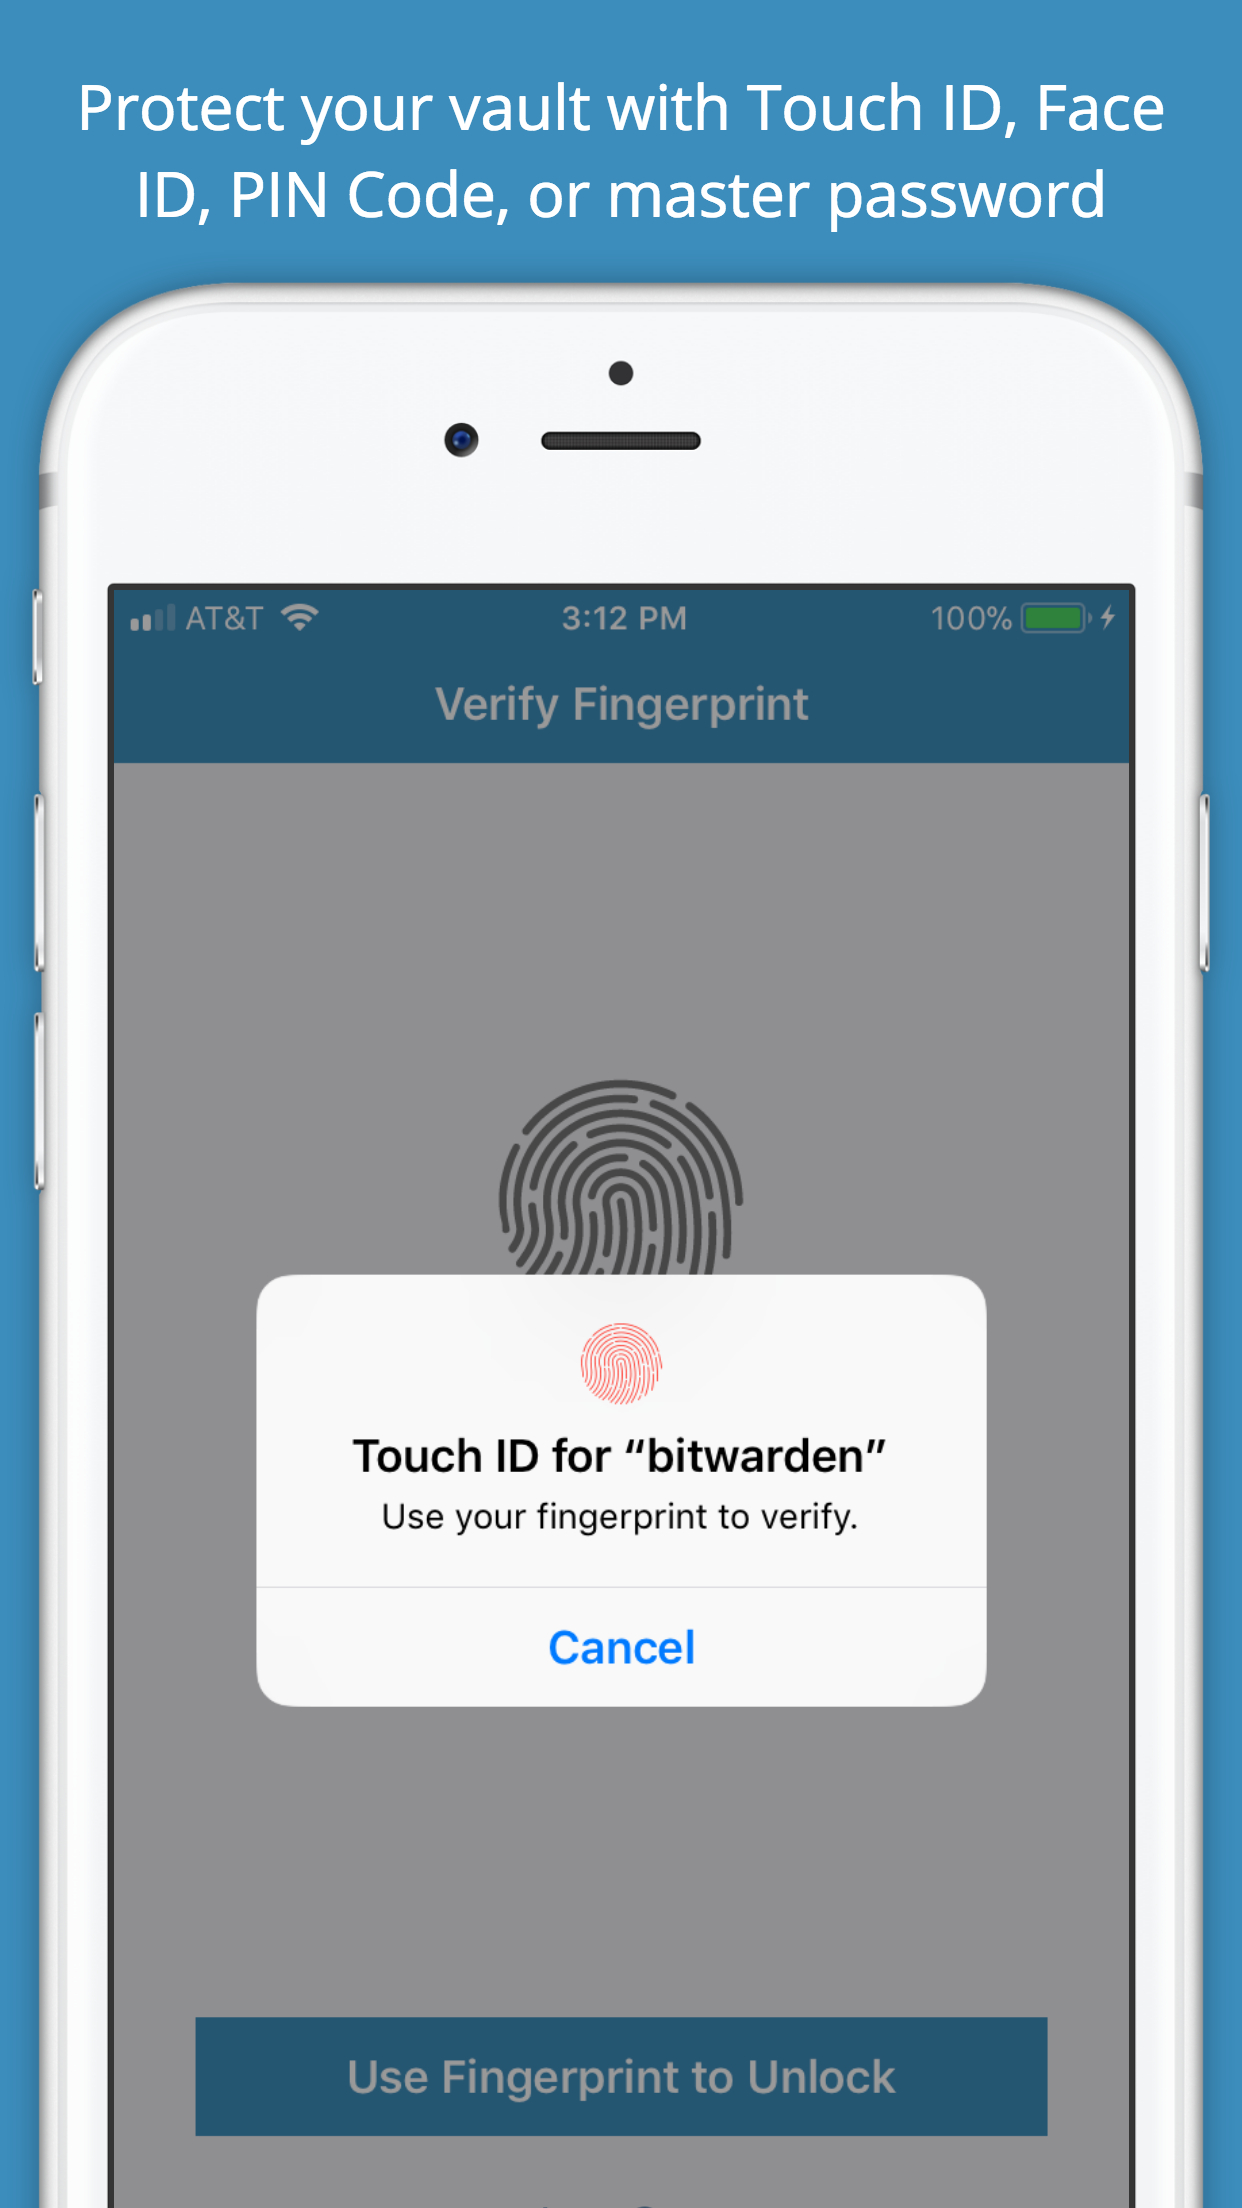 Protect your vault with Touch ID, Face
ID, PIN Code, or master password
AT&T 3:12 PM 100%
Verify Fingerprint
Touch ID for “bitwarden”
Use your fingerprint to verify.
Cancel
Use Fingerprint to Unlock